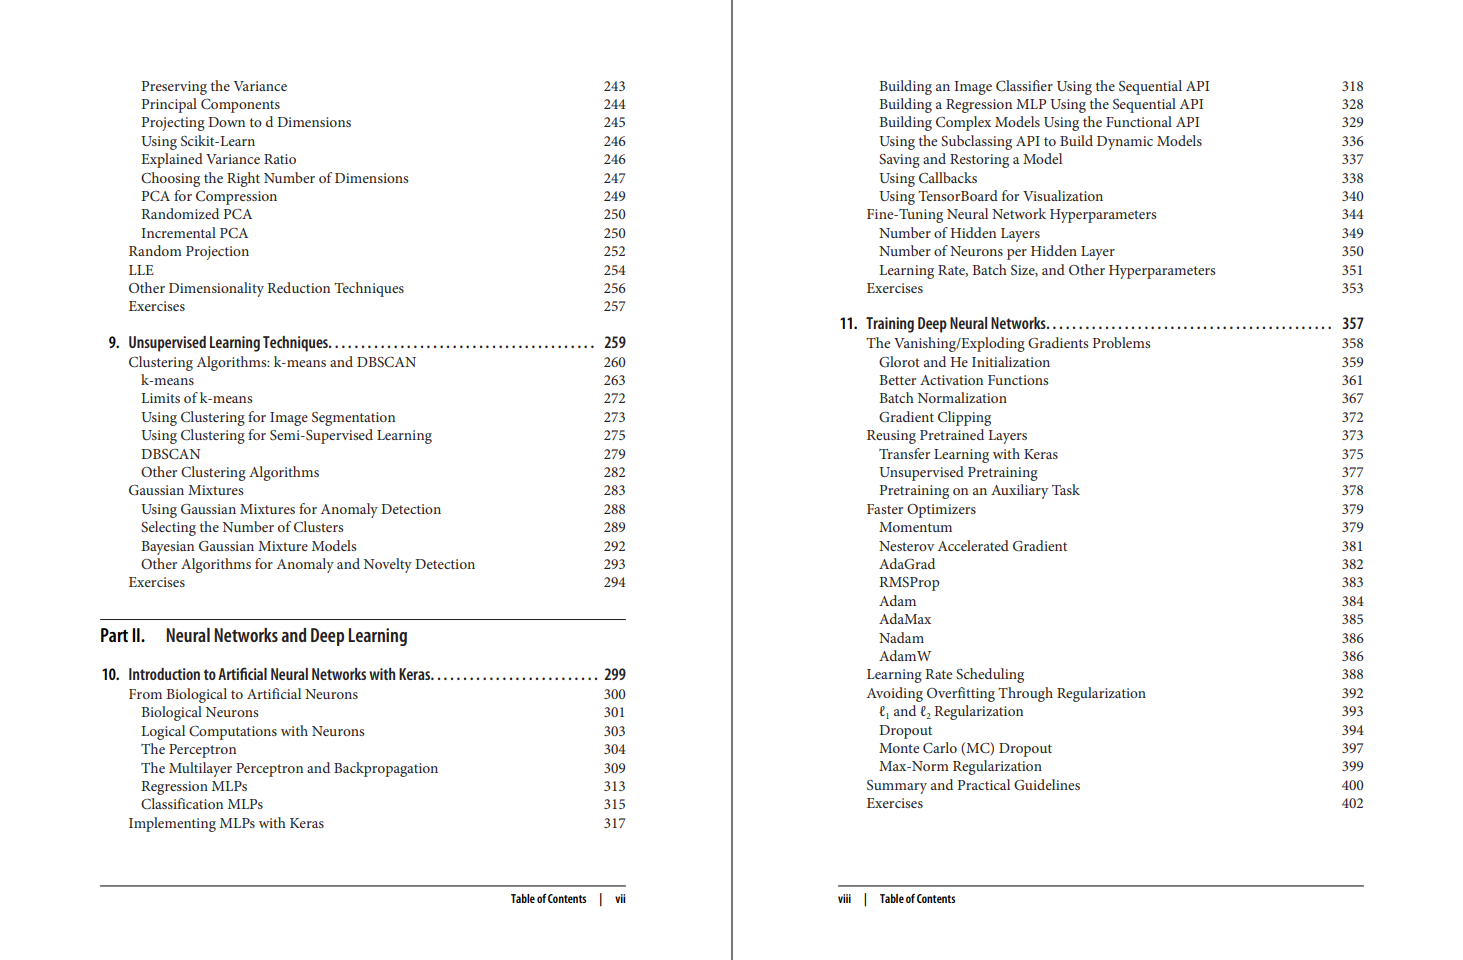 Preserving the Variance 243
Principal Components 244
Projecting Down to d Dimensions 245
Using Scikit-Learn 246
Explained Variance Ratio 246
Choosing the Right Number of Dimensions 247
PCA for Compression 249
Randomized PCA 250
Incremental PCA 250
Random Projection 252
LLE 254
Other Dimensionality Reduction Techniques 256
Exercises 257
9. Unsupervised Learning Techniques. . . . . . . . . . . . . . . . . . . . . . . . . . . . . . . . . . . . . . . . . 259
Clustering Algorithms: k-means and DBSCAN 260
k-means 263
Limits of k-means 272
Using Clustering for Image Segmentation 273
Using Clustering for Semi-Supervised Learning 275
DBSCAN 279
Other Clustering Algorithms 282
Gaussian Mixtures 283
Using Gaussian Mixtures for Anomaly Detection 288
Selecting the Number of Clusters 289
Bayesian Gaussian Mixture Models 292
Other Algorithms for Anomaly and Novelty Detection 293
Exercises 294
Part II. Neural Networks and Deep Learning
10. Introduction to Artificial Neural Networks with Keras. . . . . . . . . . . . . . . . . . . . . . . . . . 299
From Biological to Artificial Neurons 300
Biological Neurons 301
Logical Computations with Neurons 303
The Perceptron 304
The Multilayer Perceptron and Backpropagation 309
Regression MLPs 313
Classification MLPs 315
Implementing MLPs with Keras 317
Table of Contents | vii
Building an Image Classifier Using the Sequential API 318
Building a Regression MLP Using the Sequential API 328
Building Complex Models Using the Functional API 329
Using the Subclassing API to Build Dynamic Models 336
Saving and Restoring a Model 337
Using Callbacks 338
Using TensorBoard for Visualization 340
Fine-Tuning Neural Network Hyperparameters 344
Number of Hidden Layers 349
Number of Neurons per Hidden Layer 350
Learning Rate, Batch Size, and Other Hyperparameters 351
Exercises 353
11. Training Deep Neural Networks. . . . . . . . . . . . . . . . . . . . . . . . . . . . . . . . . . . . . . . . . . . . 357
The Vanishing/Exploding Gradients Problems 358
Glorot and He Initialization 359
Better Activation Functions 361
Batch Normalization 367
Gradient Clipping 372
Reusing Pretrained Layers 373
Transfer Learning with Keras 375
Unsupervised Pretraining 377
Pretraining on an Auxiliary Task 378
Faster Optimizers 379
Momentum 379
Nesterov Accelerated Gradient 381
AdaGrad 382
RMSProp 383
Adam 384
AdaMax 385
Nadam 386
AdamW 386
Learning Rate Scheduling 388
Avoiding Overfitting Through Regularization 392
ℓ₁ and ℓ₂ Regularization 393
Dropout 394
Monte Carlo (MC) Dropout 397
Max-Norm Regularization 399
Summary and Practical Guidelines 400
Exercises 402
viii | Table of Contents